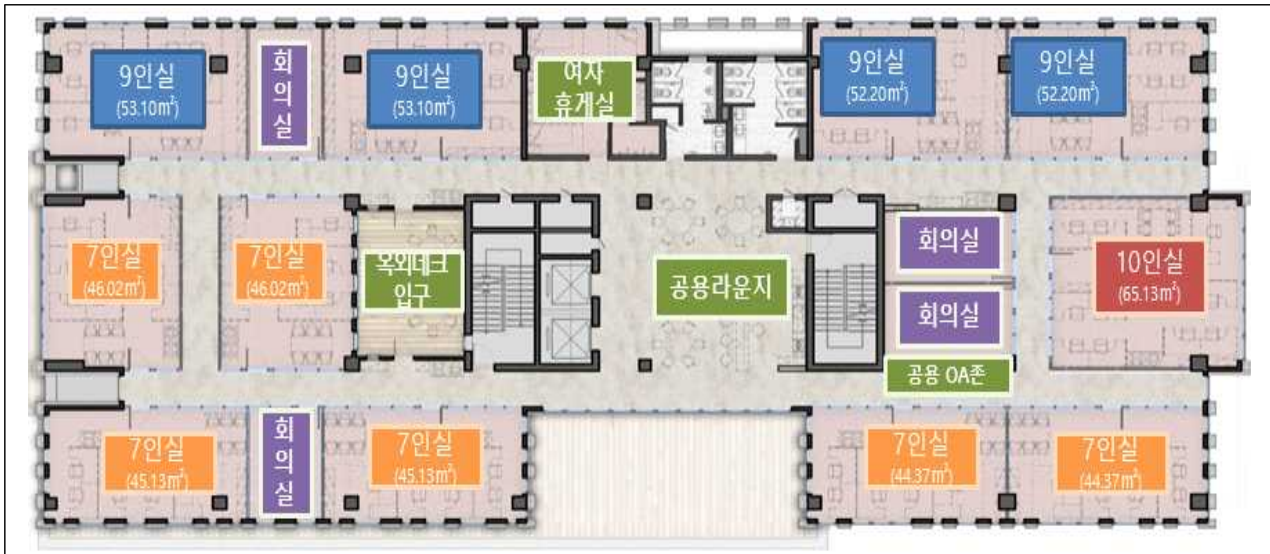 9인실
(53.10㎡)
회
의
실
9인실
(53.10㎡)
여자
휴게실
9인실
(52.20㎡)
9인실
(52.20㎡)
7인실
(46.02㎡)
7인실
(46.02㎡)
옥외데크
입구
공용라운지
회의실
회의실
10인실
(65.13㎡)
공용 OA존
7인실
(45.13㎡)
회
의
실
7인실
(45.13㎡)
7인실
(44.37㎡)
7인실
(44.37㎡)